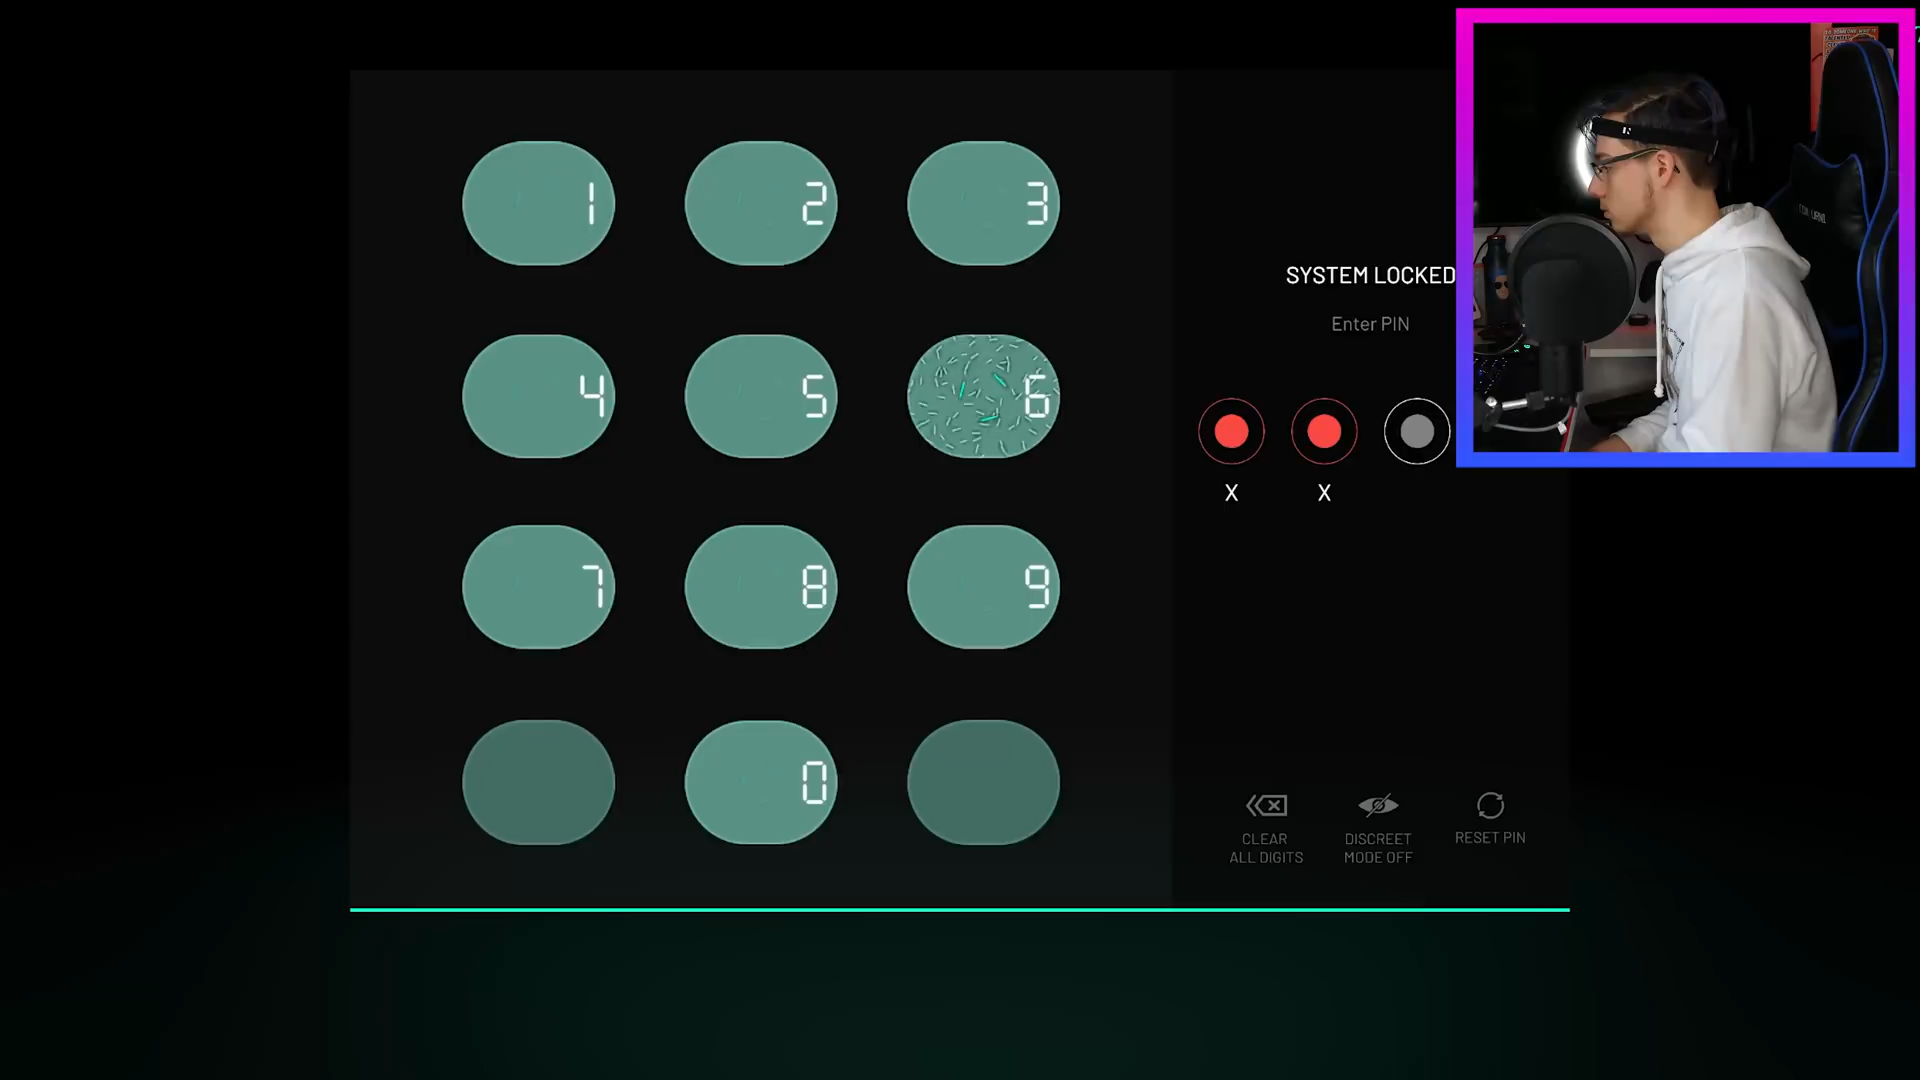 1 2 3
4 5 6
7 8 9
0
SYSTEM LOCKED
Enter PIN
X X
CLEAR
ALL DIGITS
DISCREET
MODE OFF
RESET PIN